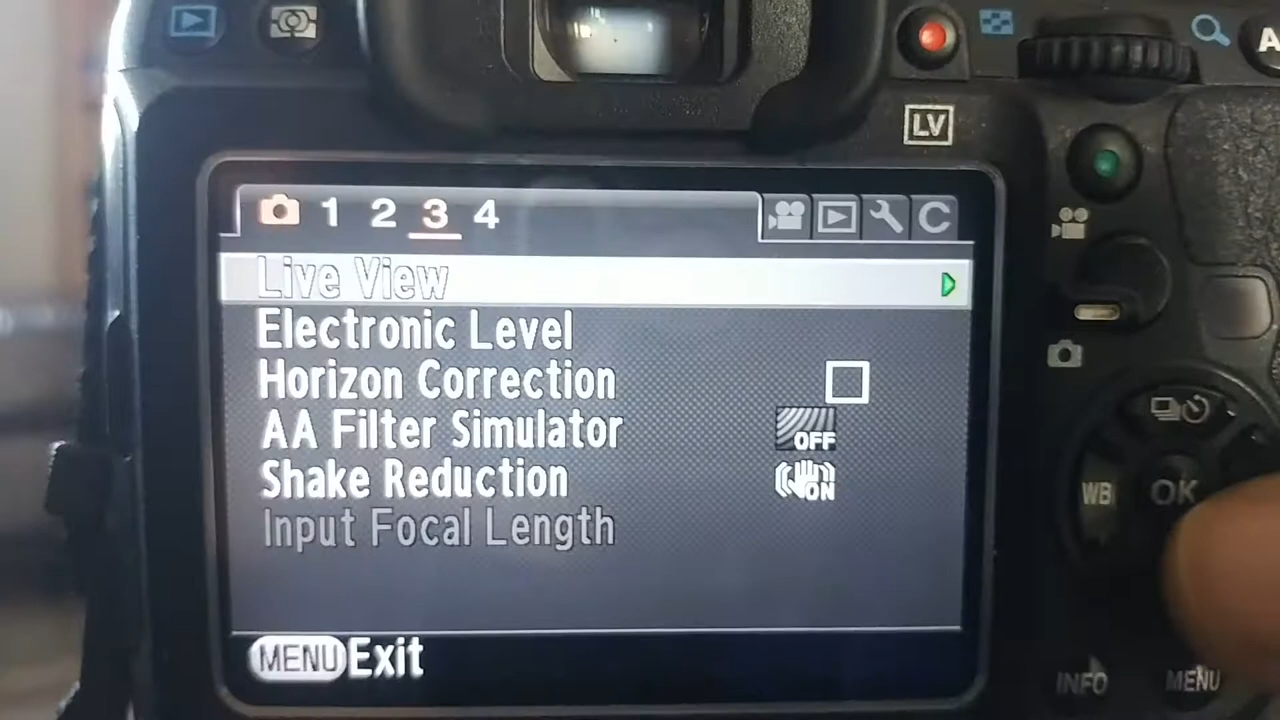 LV
1 2 3 4
C
Live View
Electronic Level
Horizon Correction
AA Filter Simulator OFF
Shake Reduction ON
Input Focal Length
MENU Exit
A
WB OK
INFO MENU